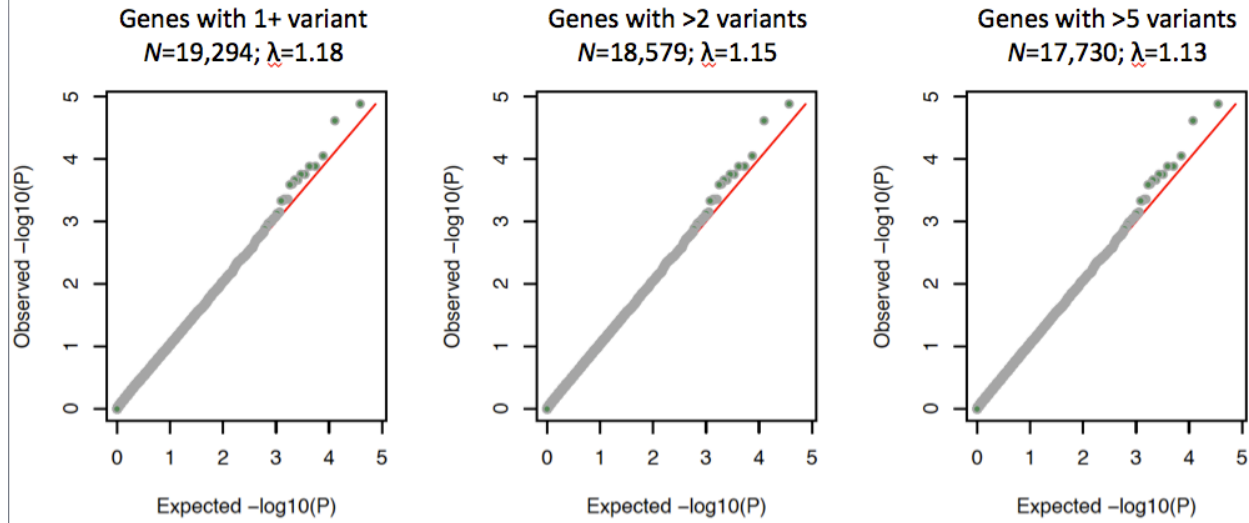 Genes with 1+ variant
N=19,294; λ=1.18
5
4
3
2
1
0
Observed −log10(P)
0 1 2 3 4 5
Expected −log10(P)
Genes with >2 variants
N=18,579; λ=1.15
5
4
3
2
1
0
Observed −log10(P)
0 1 2 3 4 5
Expected −log10(P)
Genes with >5 variants
N=17,730; λ=1.13
5
4
3
2
1
0
Observed −log10(P)
0 1 2 3 4 5
Expected −log10(P)